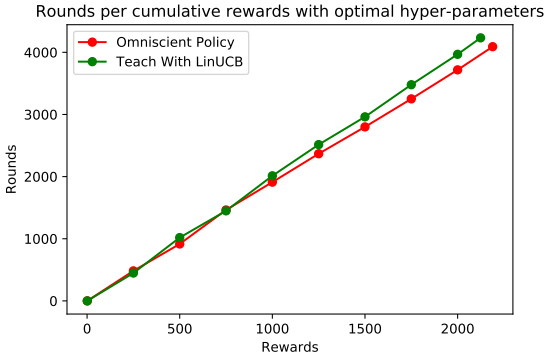 Rounds per cumulative rewards with optimal hyper-parameters
Omniscient Policy
Teach With LinUCB
4000
3000
2000
1000
0
Rounds
0 500 1000 1500 2000
Rewards